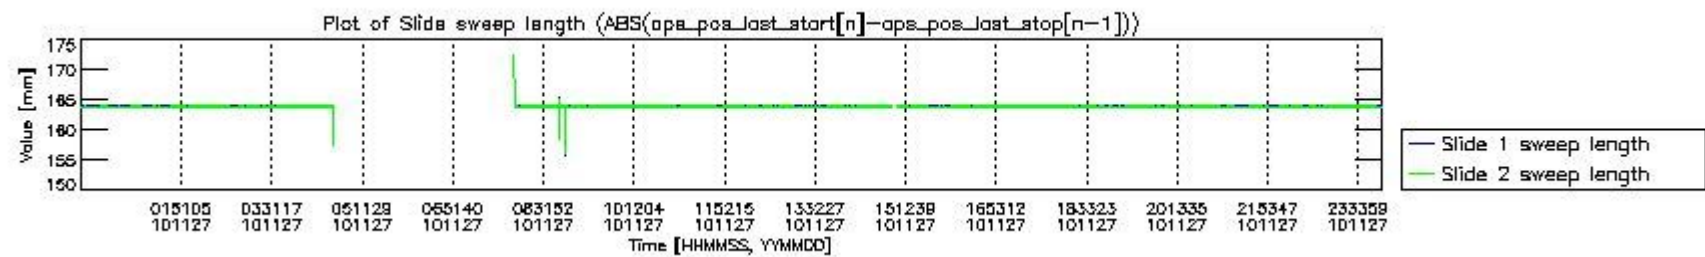 Plot of Slide sweep length (ABS(aps_pos_last_start[n]-aps_pos_last_stop[n-1]))
175
170
165
160
155
150
Value [mm]
015105 033117 051129 065140 083152 101204 115215 133227 151239 165312 183323 201335 215347 233359
101127 101127 101127 101127 101127 101127 101127 101127 101127 101127 101127 101127 101127 101127
Time [HHMMSS, YYMMDD]
Slide 1 sweep length
Slide 2 sweep length